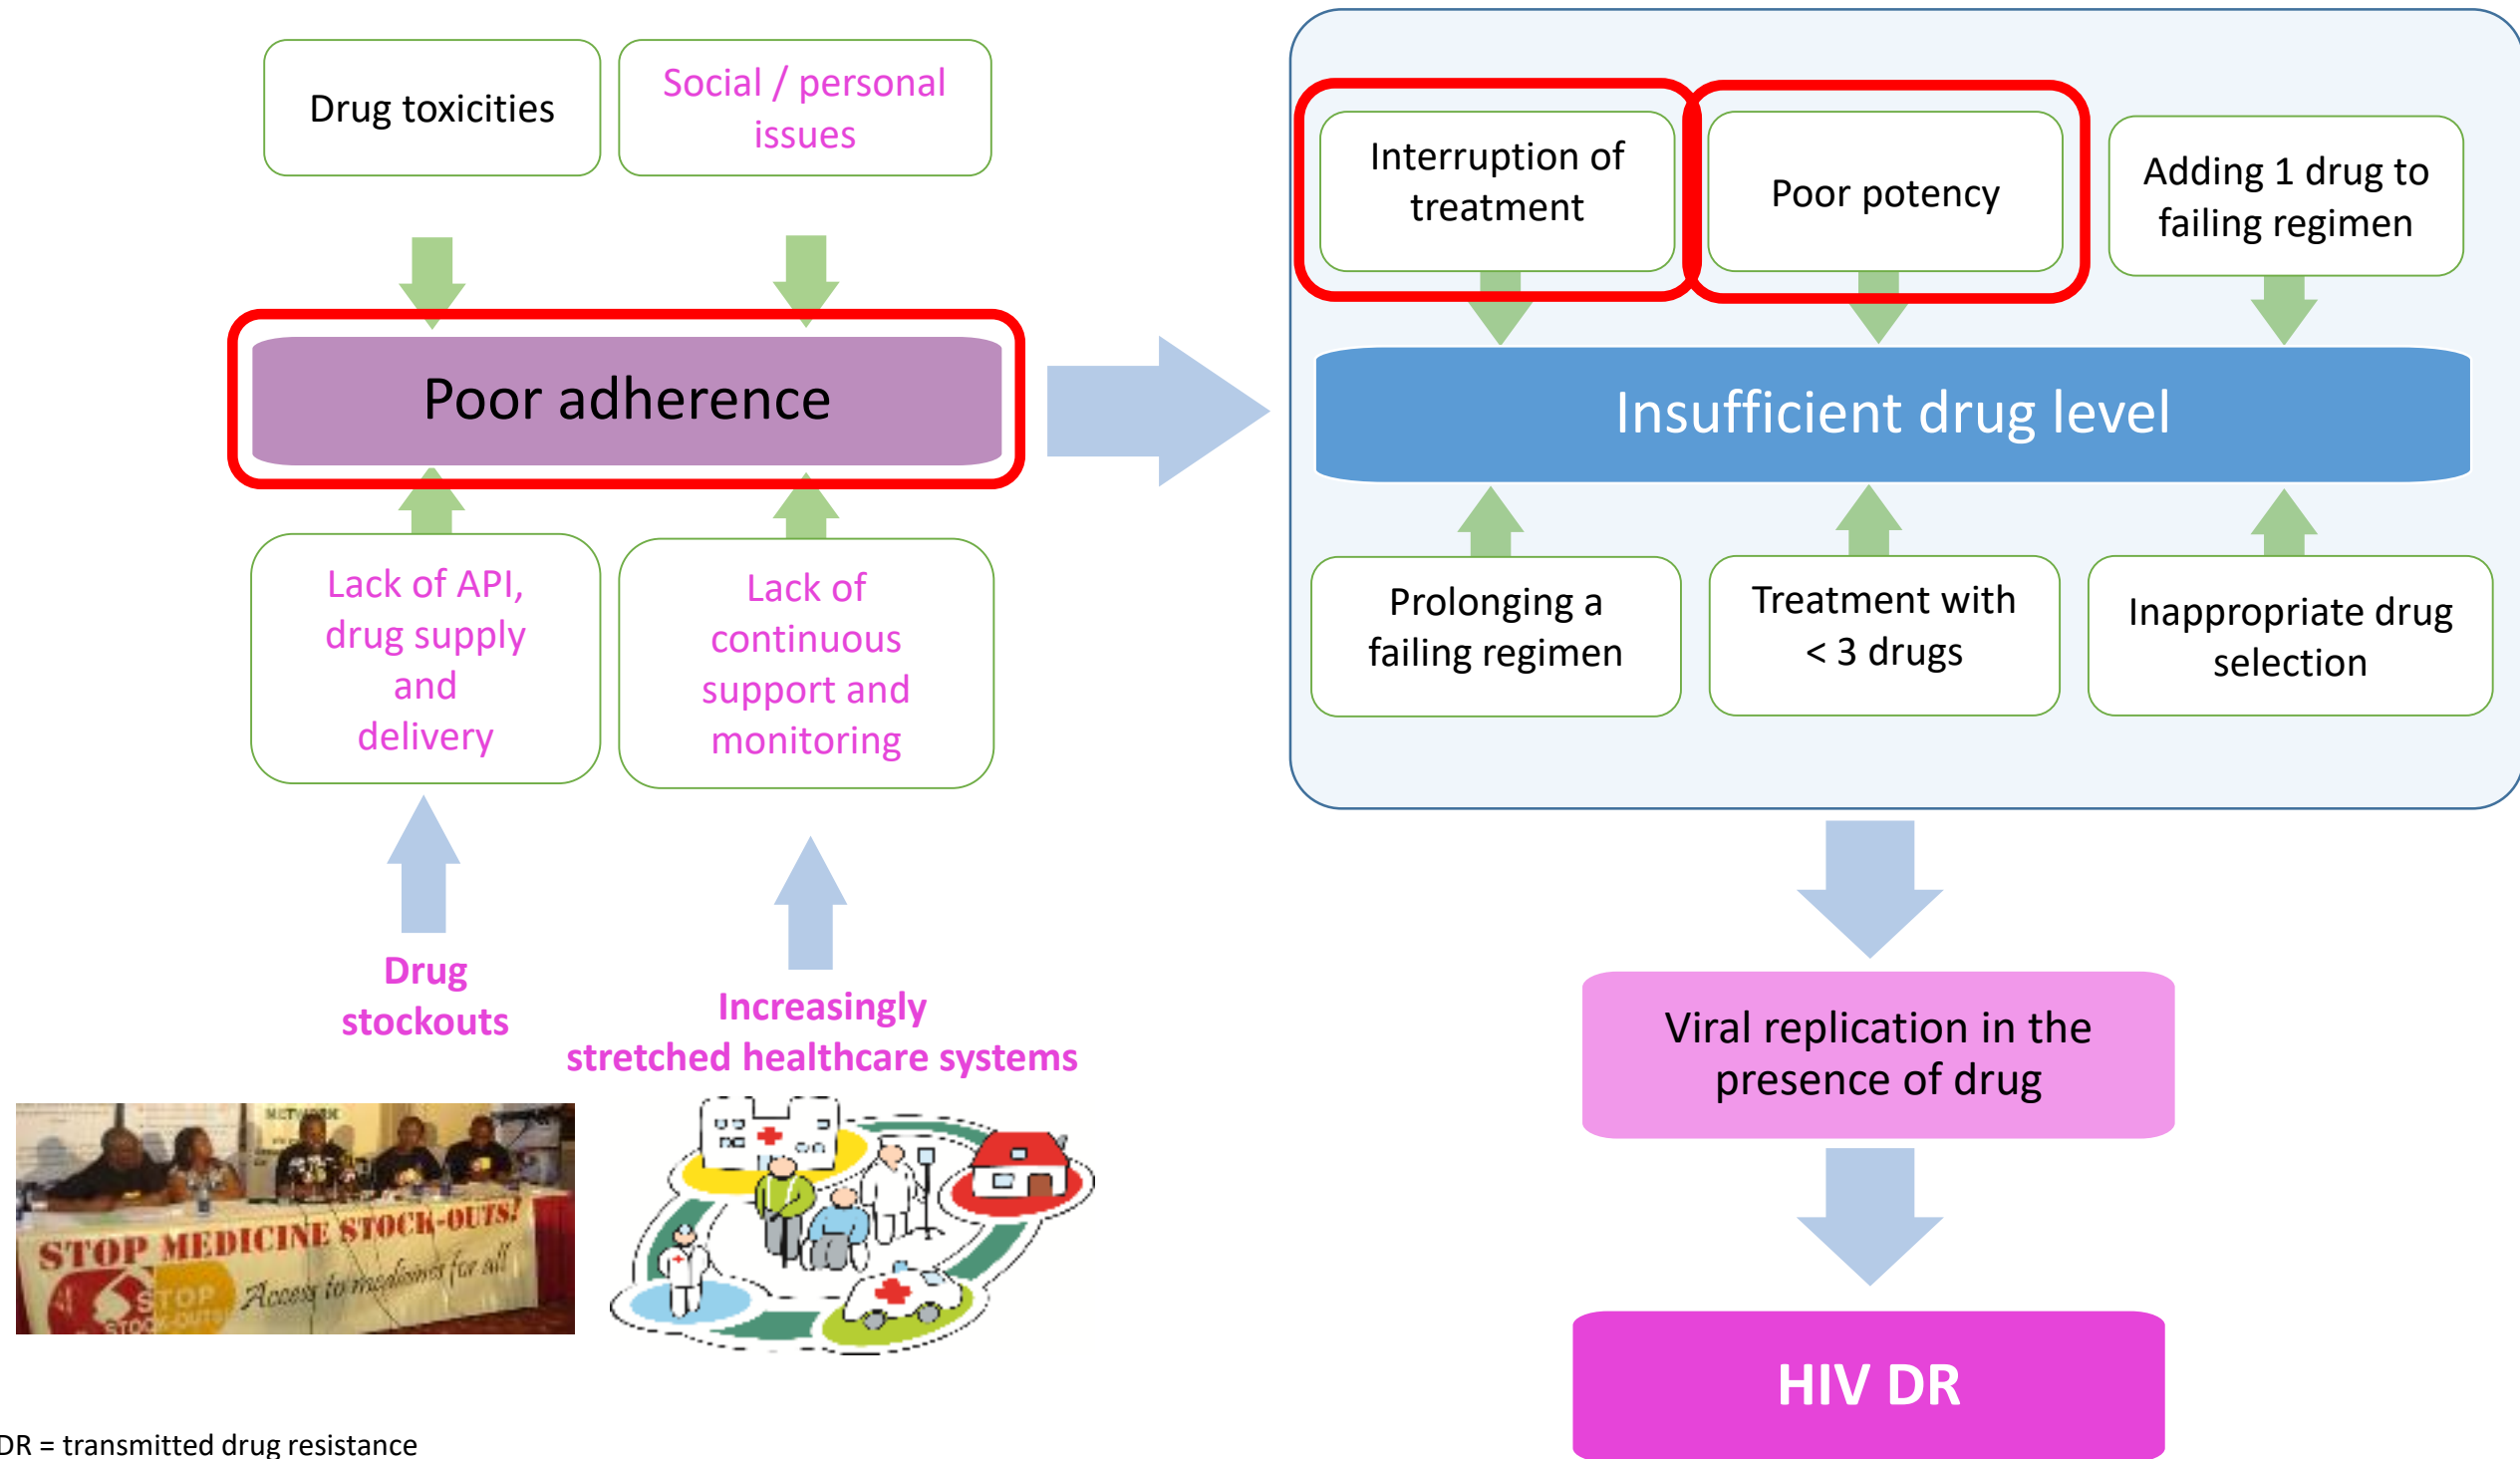 Drug toxicities
Social / personal
issues
Poor adherence
Lack of API,
drug supply
and
delivery
Lack of
continuous
support and
monitoring
Drug
stockouts
Increasingly
stretched healthcare systems
STOP MEDICINE STOCK-OUTS!
Access to medicines for all
STOP
STOCK-OUTS
Interruption of
treatment
Poor potency
Adding 1 drug to
failing regimen
Insufficient drug level
Prolonging a
failing regimen
Treatment with
< 3 drugs
Inappropriate drug
selection
Viral replication in the
presence of drug
HIV DR
DR = transmitted drug resistance